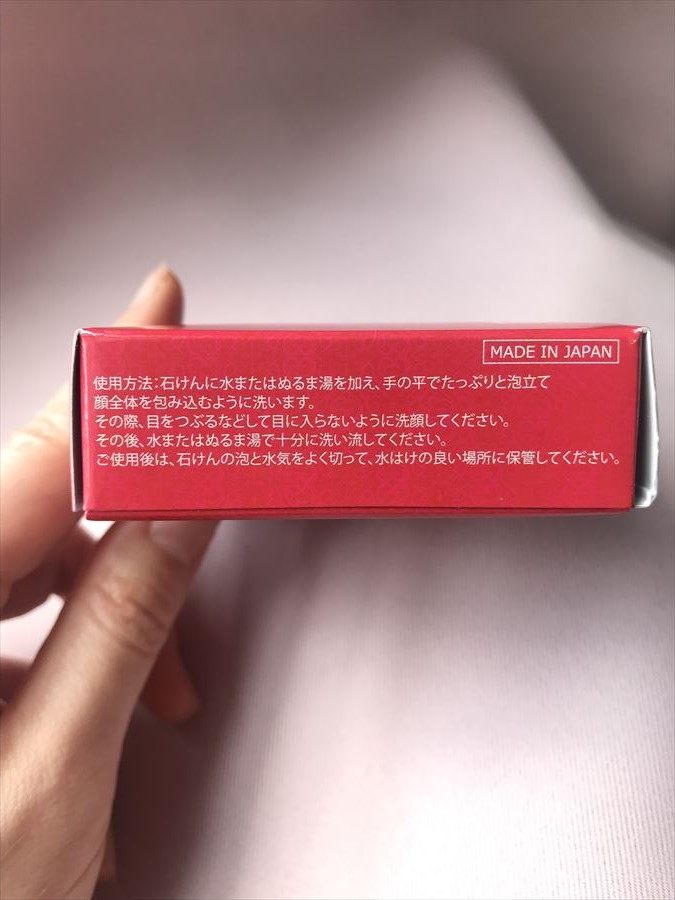 MADE IN JAPAN
使用方法:石けんに水またはぬるま湯を加え、手の平でたっぷりと泡立て
顔全体を包み込むように洗います。
その際、目をつぶるなどして目に入らないように洗顔してください。
その後、水またはぬるま湯で十分に洗い流してください。
ご使用後は、石けんの泡と水気をよく切って、水はけの良い場所に保管してください。